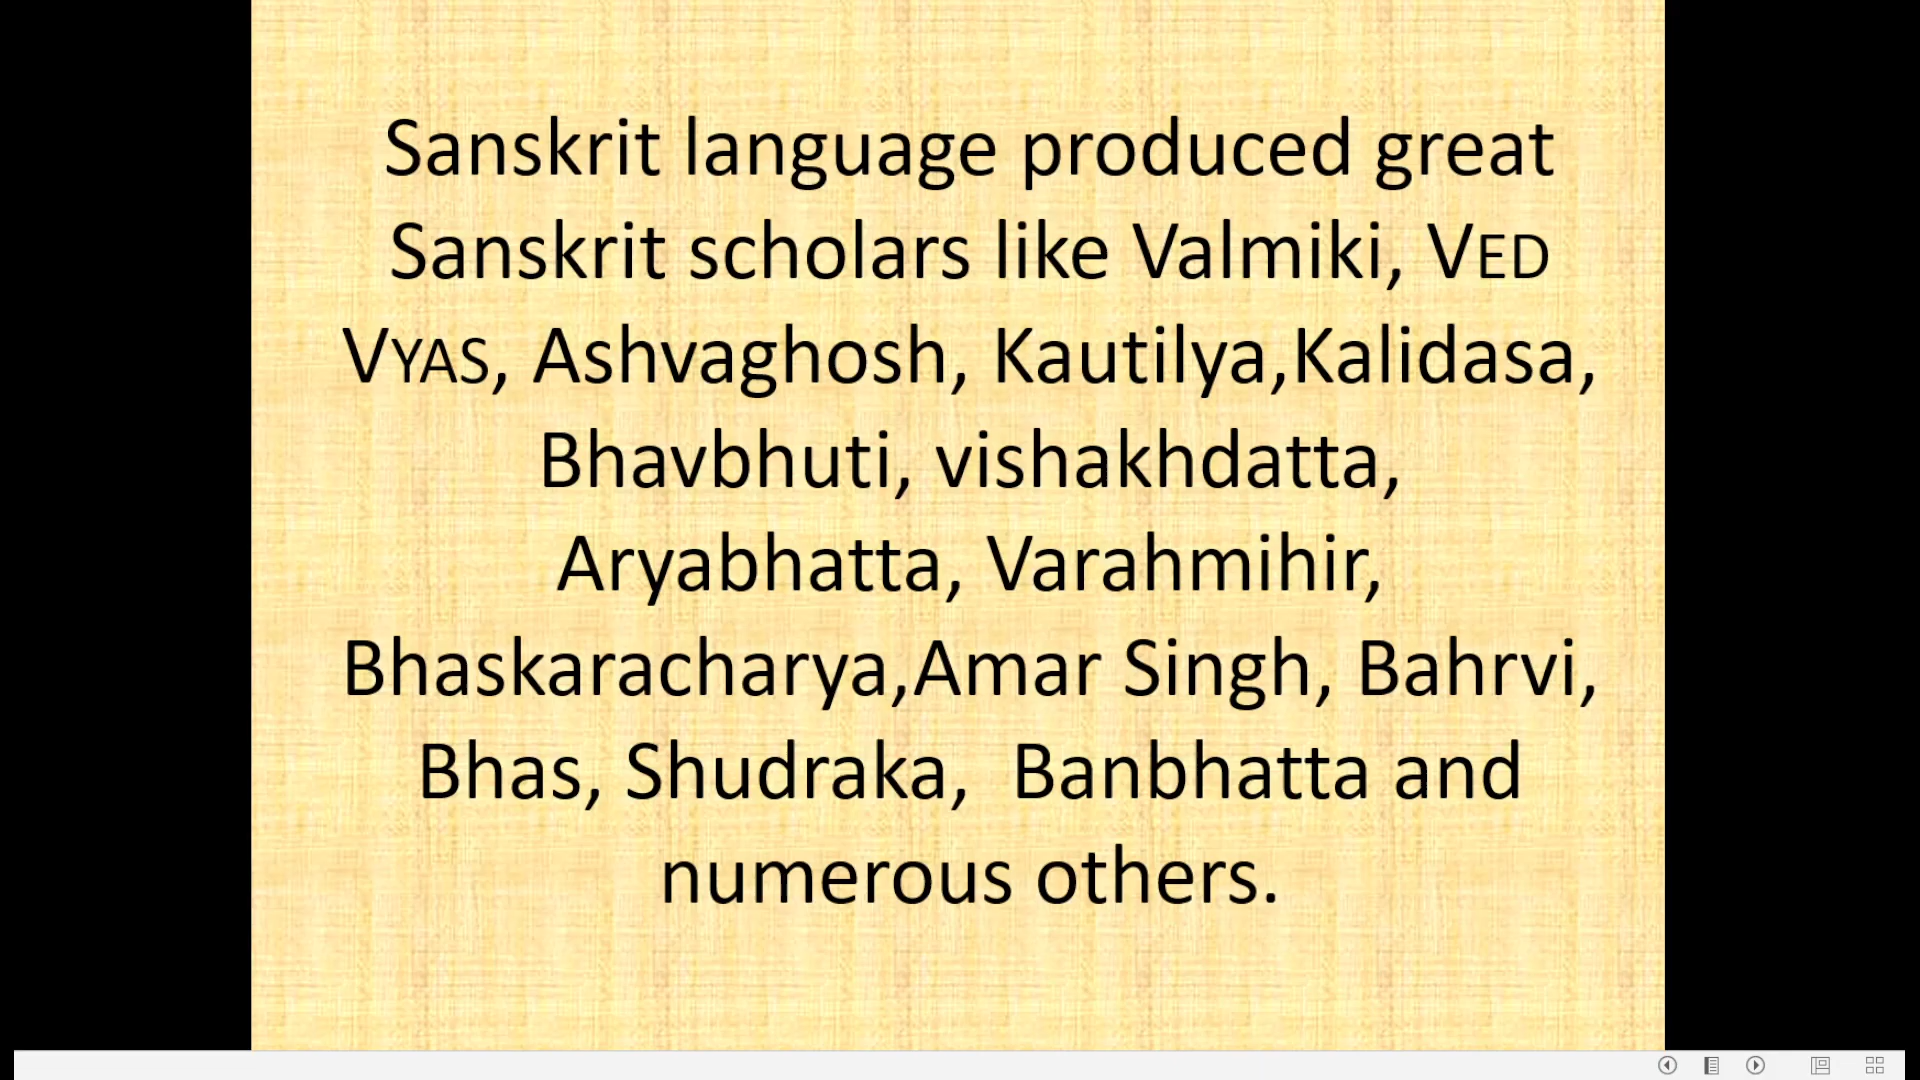 Sanskrit language produced great
Sanskrit scholars like Valmiki, VED
VYAS, Ashvaghosh, Kautilya,Kalidasa,
Bhavbhuti, vishakhdatta,
Aryabhatta, Varahmihir,
Bhaskaracharya,Amar Singh, Bahrvi,
Bhas, Shudraka,  Banbhatta and
numerous others.